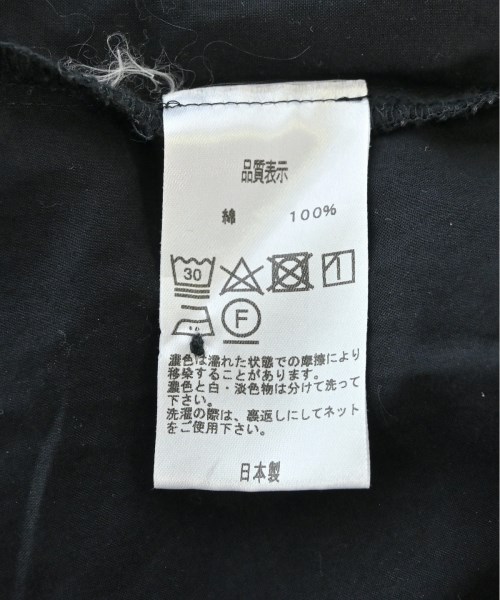 品質表示
綿 100%
30
F
濃色は濡れた状態での摩擦により
移染することがあります。
濃色と白・淡色物は分けて洗って
下さい。
洗濯の際は、裏返しにしてネット
をご使用下さい。
日本製